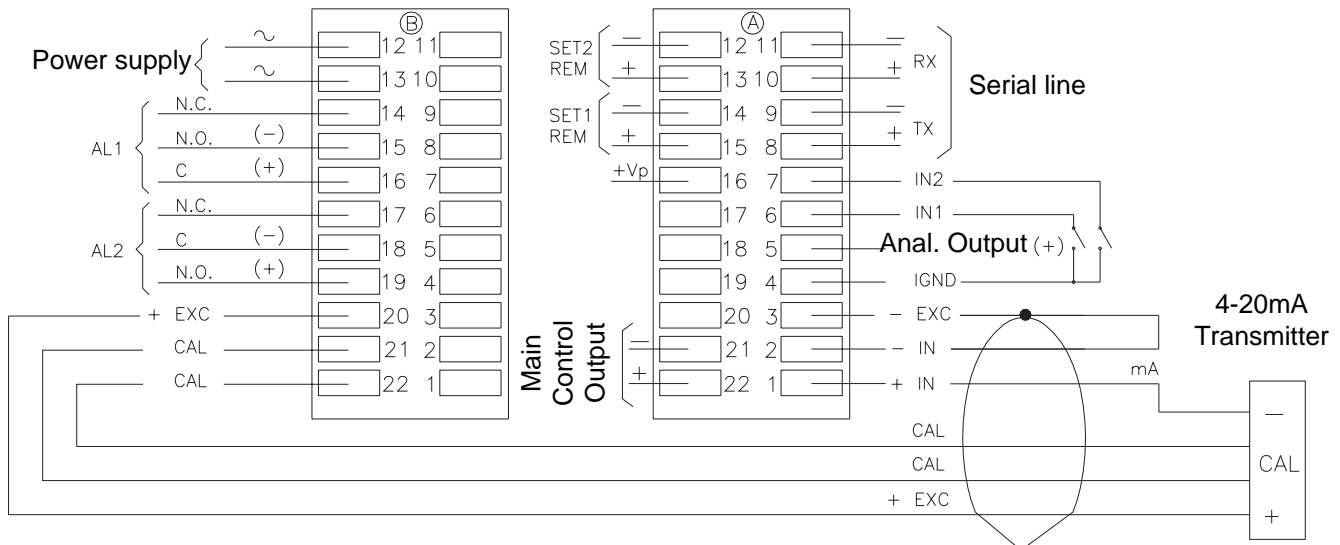 B
A
Power supply
~
12 11
~
13 10
N.C.
14 9
AL1
N.O. (-)
15 8
C (+)
16 7
N.C.
17 6
AL2
C (-)
18 5
N.O. (+)
19 4
+ EXC
20 3
CAL
21 2
CAL
22 1
SET2
REM
-
12 11
-
+
13 10
+
RX
SET1
REM
-
14 9
-
+
15 8
+
TX
Serial line
+Vp
16 7
IN2
17 6
IN1
18 5
Anal. Output (+)
19 4
IGND
20 3
- EXC
Main
Control
Output
-
21 2
- IN
+
22 1
+ IN
mA
4-20mA
Transmitter
-
CAL
+
CAL
CAL
+ EXC